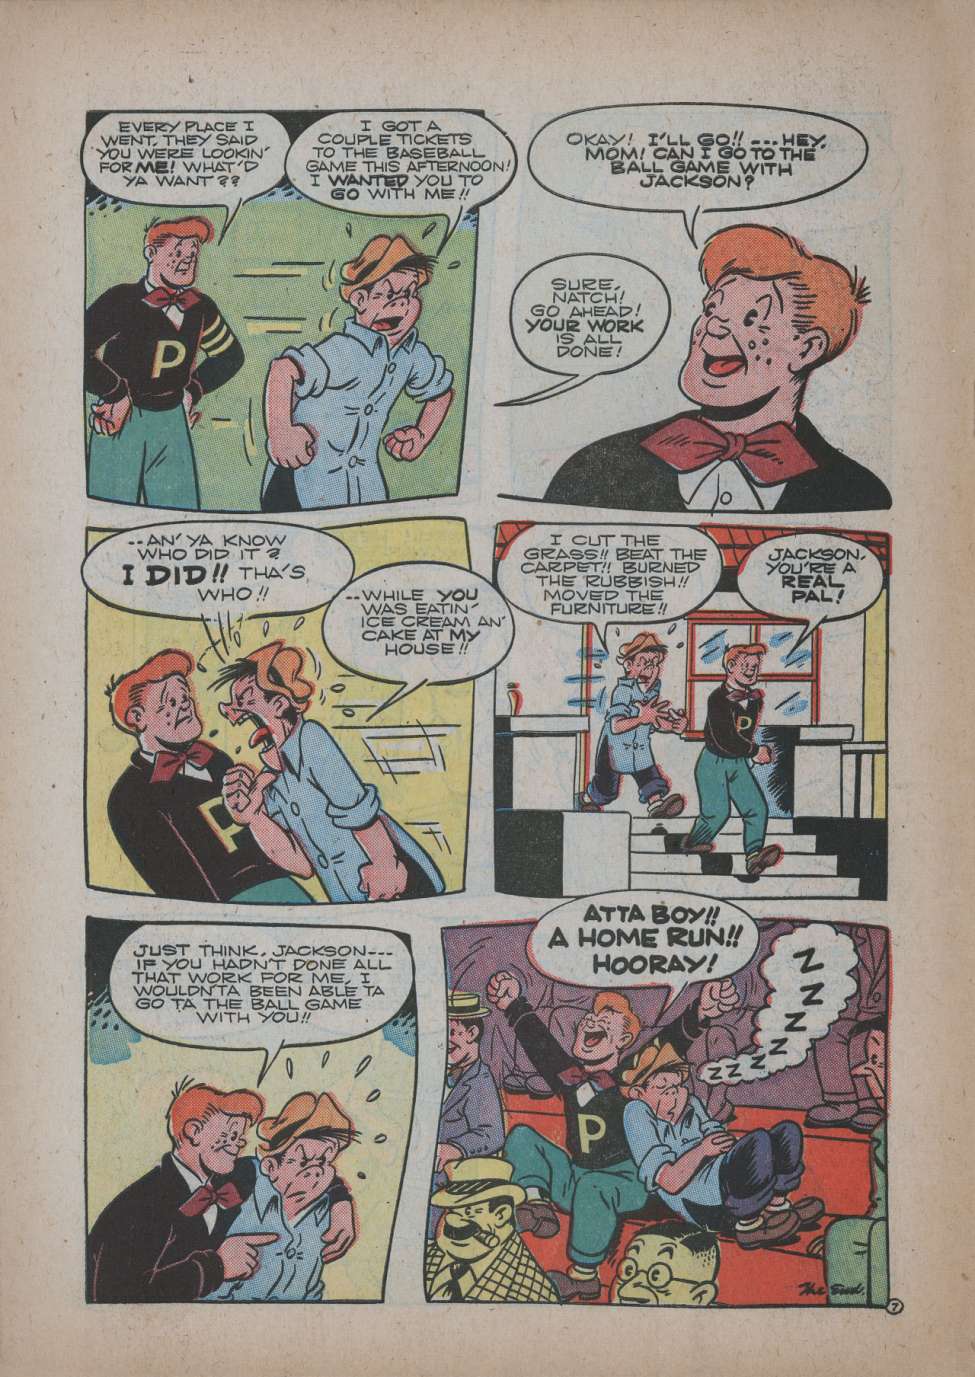 EVERY PLACE I
WENT, THEY SAID
YOU WERE LOOKIN'
FOR ME! WHAT'D
YA WANT??
I GOT A
COUPLE TICKETS
TO THE BASEBALL
GAME THIS AFTERNOON!
I WANTED YOU TO
GO WITH ME!!
P
OKAY! I'LL GO!! --- HEY,
MOM! CAN I GO TO THE
BALL GAME WITH
JACKSON?
SURE,
NATCH!
GO AHEAD!
YOUR WORK
IS ALL
DONE!
--AN' YA KNOW
WHO DID IT?
I DID!! THA'S
WHO!!
--WHILE YOU
WAS EATIN'
ICE CREAM AN'
CAKE AT MY
HOUSE!!
P
I CUT THE
GRASS!! BEAT THE
CARPET!! BURNED
THE RUBBISH!!
MOVED THE
FURNITURE!!
JACKSON,
YOU'RE A
REAL
PAL!
P
JUST THINK, JACKSON---
IF YOU HADN'T DONE ALL
THAT WORK FOR ME, I
WOULDN'TA BEEN ABLE TA
GO TA THE BALL GAME
WITH YOU!!
ATTA BOY!!
A HOME RUN!!
HOORAY!
Z
Z
Z
Z
Z Z Z
P
The End.
7